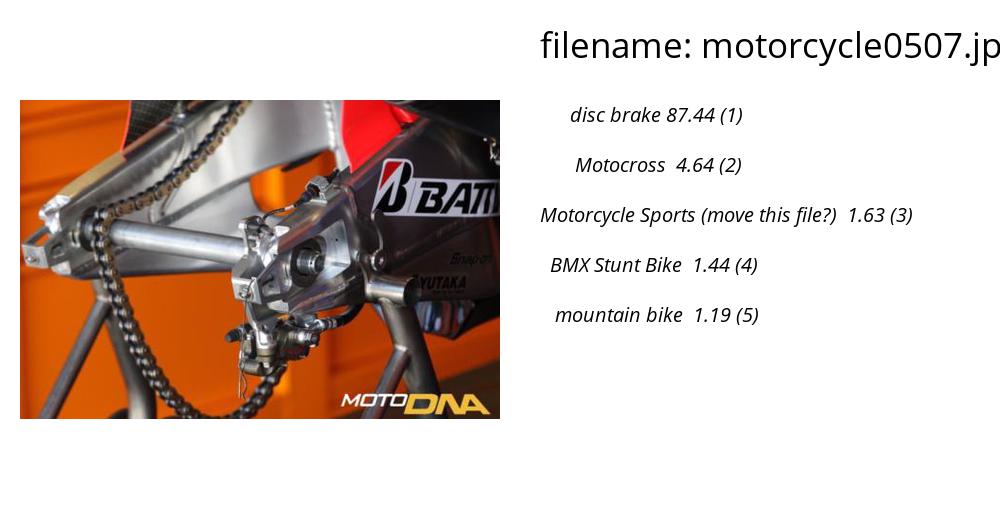 filename: motorcycle0507.jp
disc brake 87.44 (1)
Motocross 4.64 (2)
Motorcycle Sports (move this file?) 1.63 (3)
BMX Stunt Bike 1.44 (4)
mountain bike 1.19 (5)
B BATT
Snap-on
YUTAKA
MOTODNA